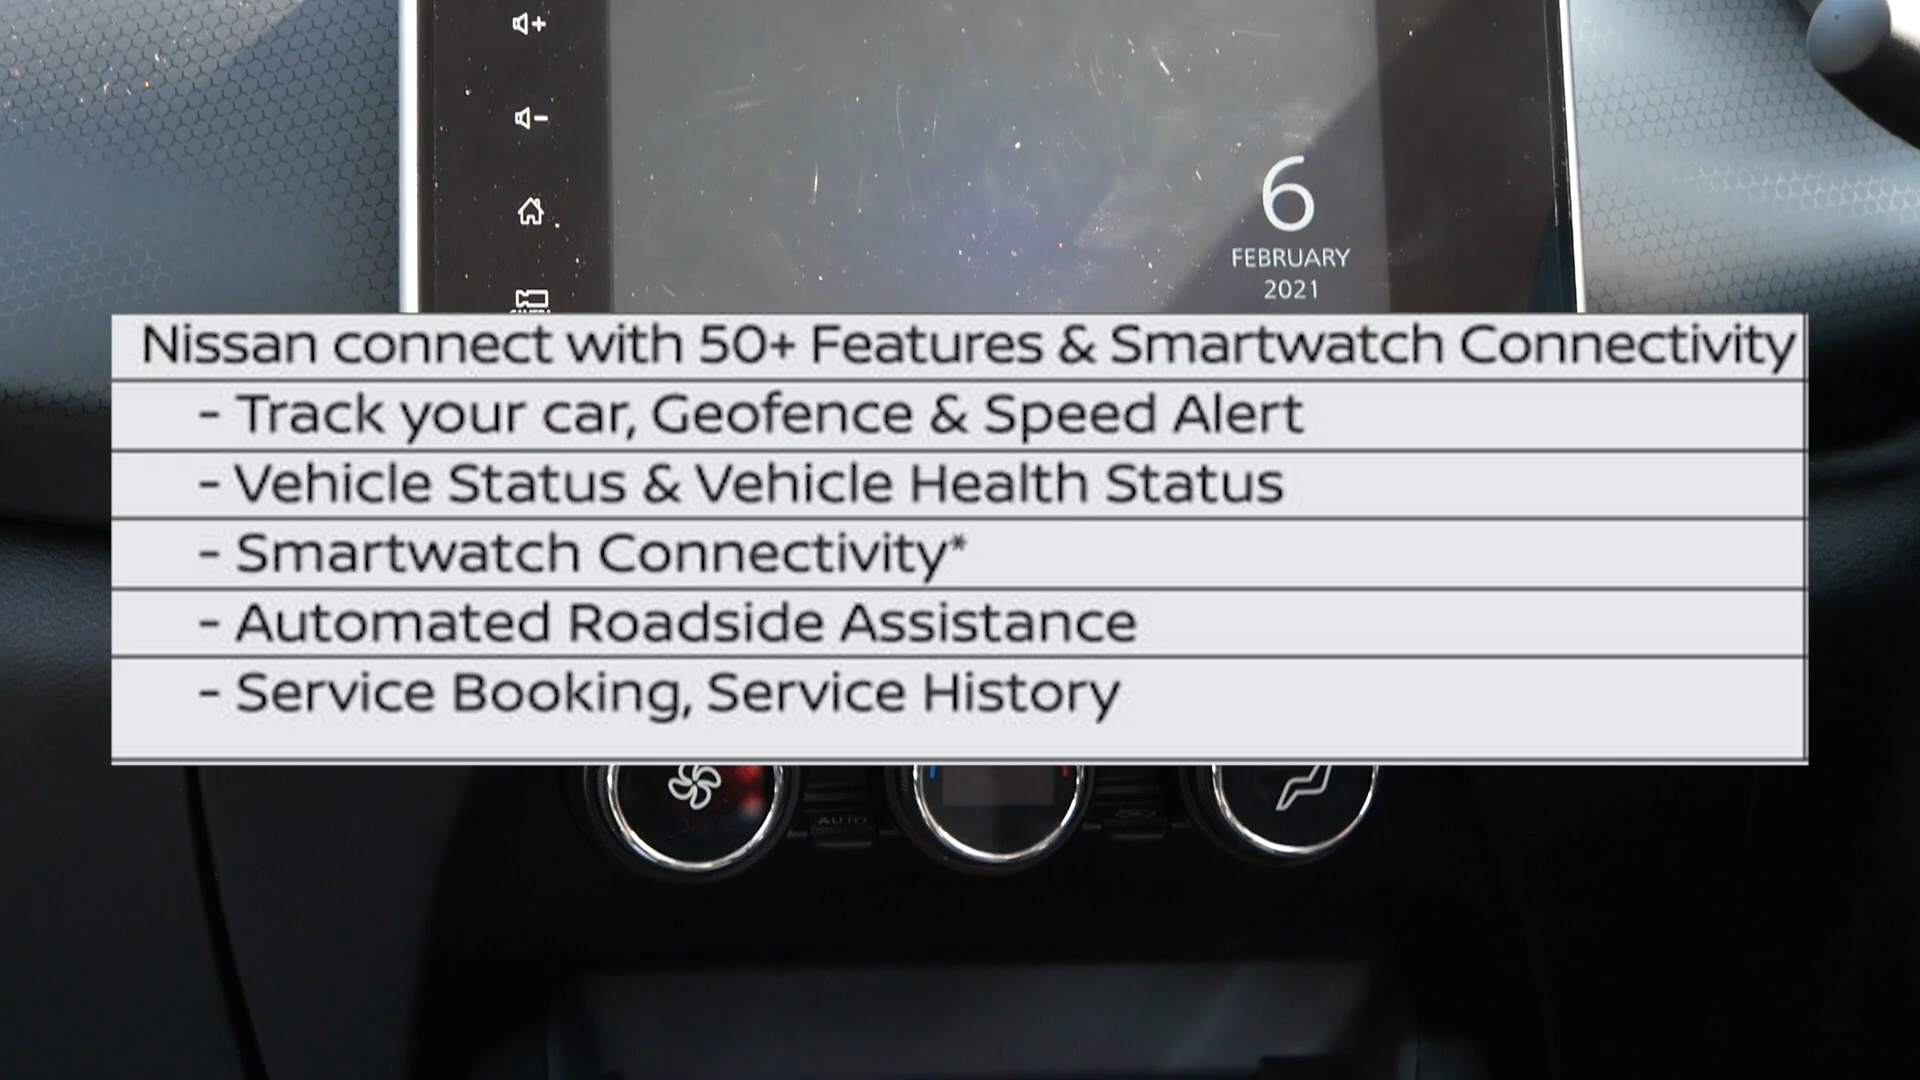 6
FEBRUARY
2021
Nissan connect with 50+ Features & Smartwatch Connectivity
- Track your car, Geofence & Speed Alert
- Vehicle Status & Vehicle Health Status
- Smartwatch Connectivity*
- Automated Roadside Assistance
- Service Booking, Service History
AUTO